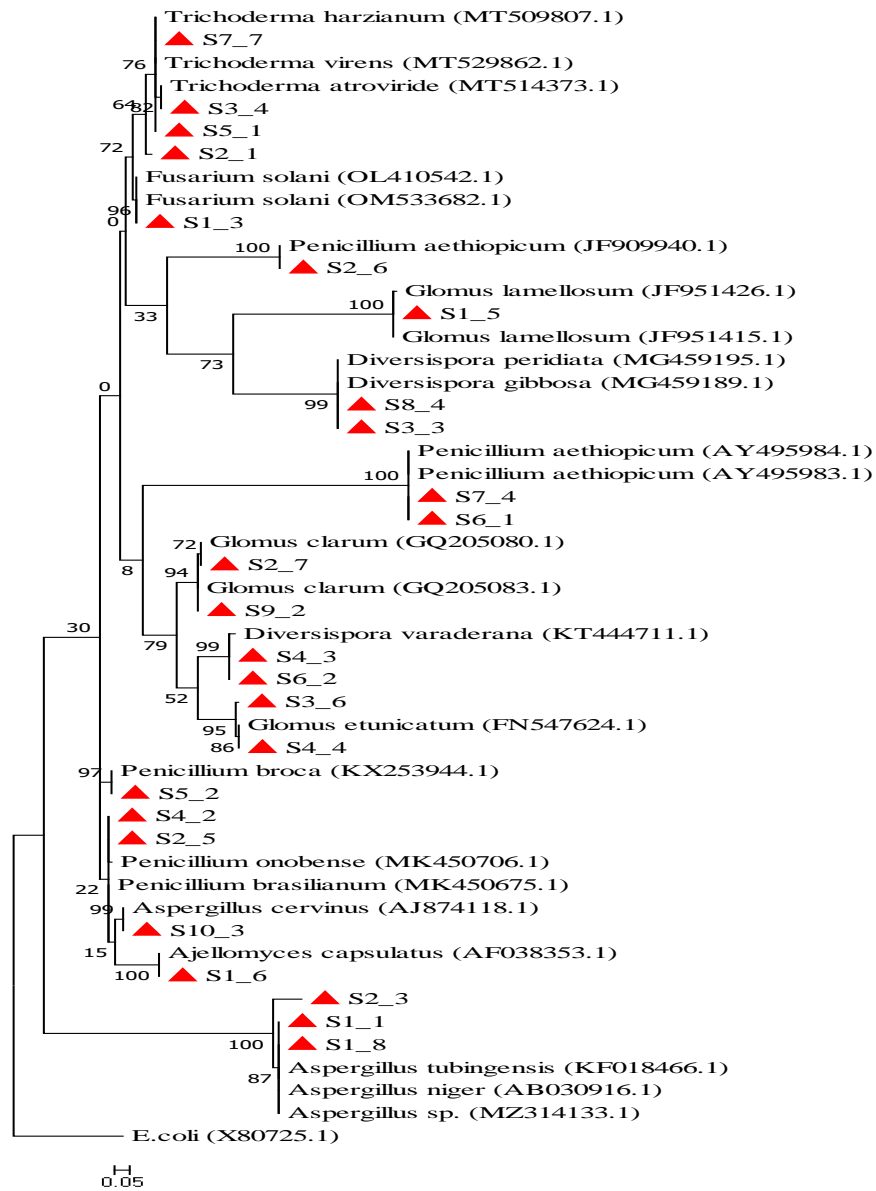 Trichoderma harzianum (MT509807.1)
S7_7
76
Trichoderma virens (MT529862.1)
Trichoderma atroviride (MT514373.1)
64
82
S3_4
S5_1
72
S2_1
Fusarium solani (OL410542.1)
Fusarium solani (OM533682.1)
96
0
S1_3
100
Penicillium aethiopicum (JF909940.1)
S2_6
Glomus lamellosum (JF951426.1)
100
S1_5
33
Glomus lamellosum (JF951415.1)
73
Diversispora peridiata (MG459195.1)
0
Diversispora gibbosa (MG459189.1)
99
S8_4
S3_3
Penicillium aethiopicum (AY495984.1)
100
Penicillium aethiopicum (AY495983.1)
S7_4
S6_1
72
Glomus clarum (GQ205080.1)
8
94
S2_7
Glomus clarum (GQ205083.1)
S9_2
30
79
99
Diversispora varaderana (KT444711.1)
S4_3
S6_2
52
S3_6
95
Glomus etunicatum (FN547624.1)
86
S4_4
97
Penicillium broca (KX253944.1)
S5_2
S4_2
S2_5
Penicillium onobense (MK450706.1)
22
Penicillium brasilianum (MK450675.1)
99
Aspergillus cervinus (AJ874118.1)
S10_3
15
Ajellomyces capsulatus (AF038353.1)
100
S1_6
S2_3
S1_1
100
S1_8
Aspergillus tubingensis (KF018466.1)
87
Aspergillus niger (AB030916.1)
Aspergillus sp. (MZ314133.1)
E.coli (X80725.1)
0.05